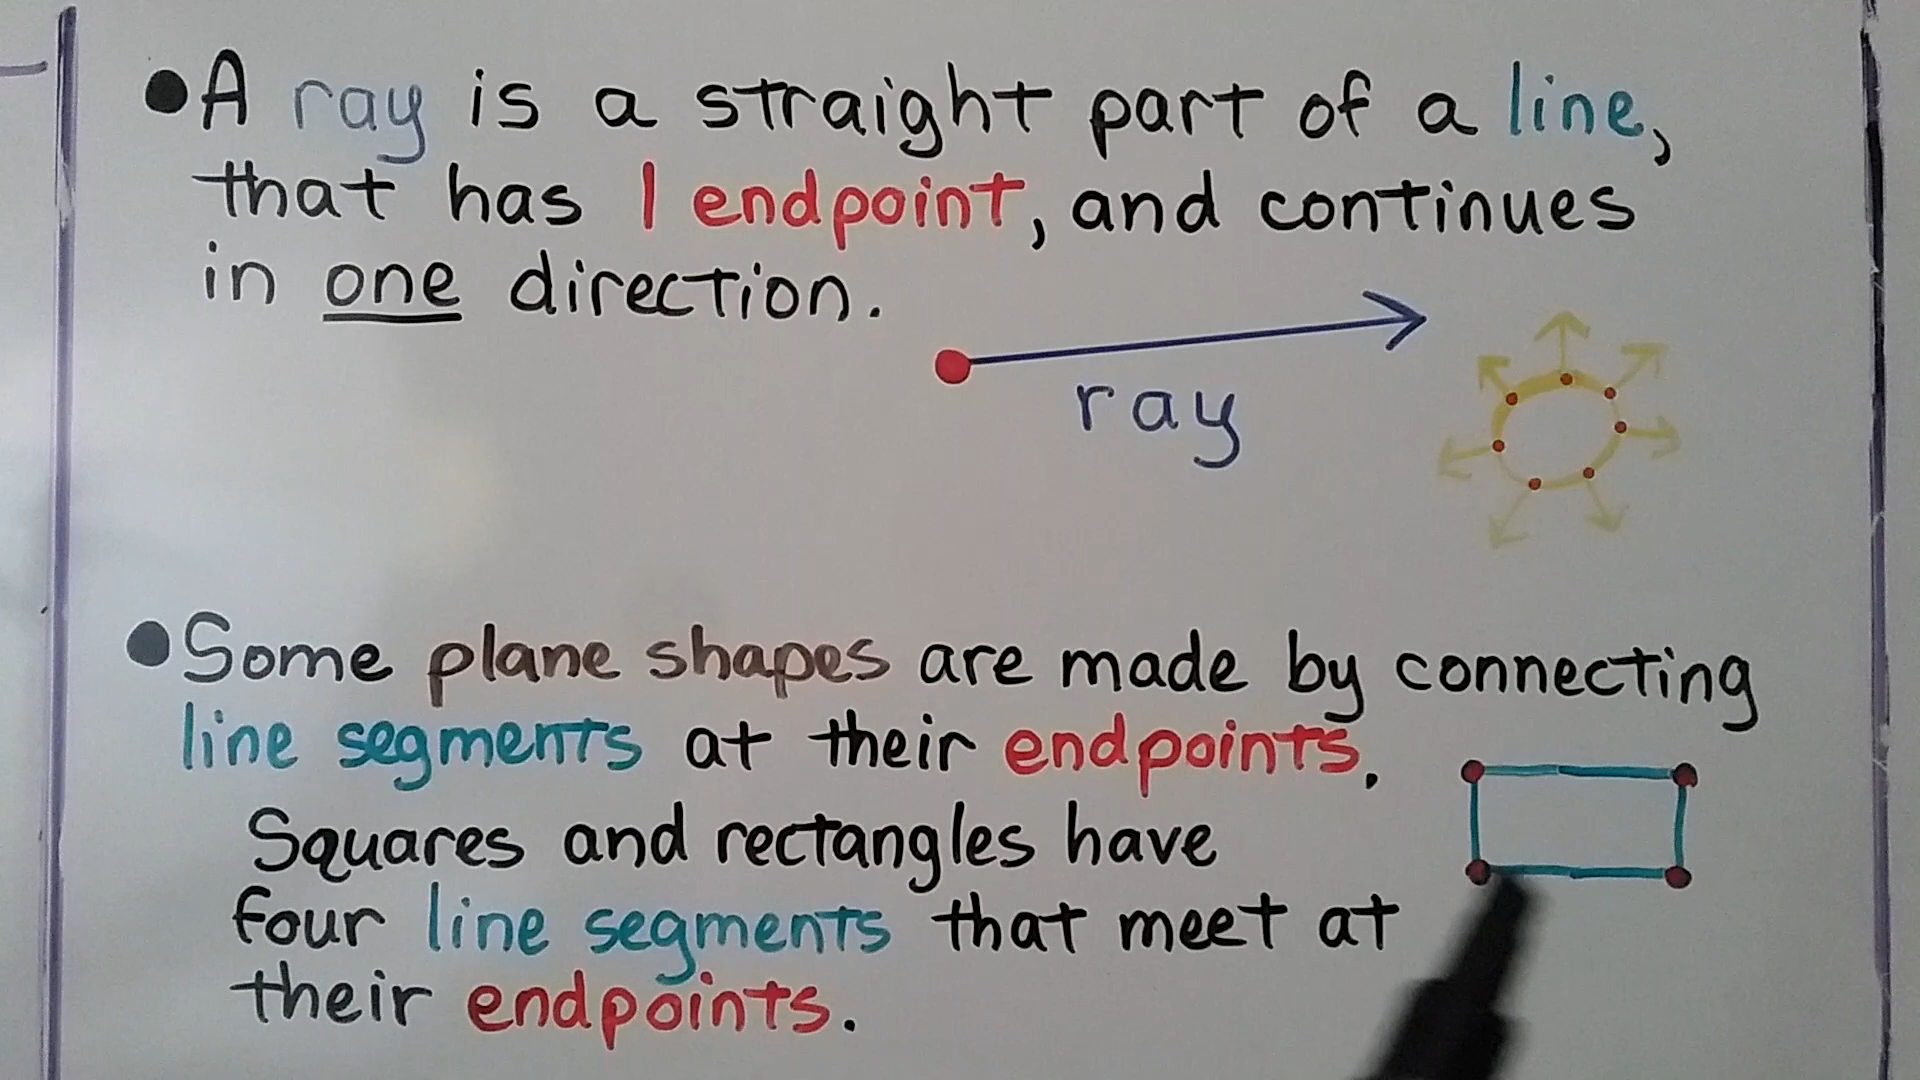 •A ray is a straight part of a line,
that has 1 endpoint, and continues
in one direction.
ray
•Some plane shapes are made by connecting
line segments at their endpoints.
Squares and rectangles have
four line segments that meet at
their endpoints.